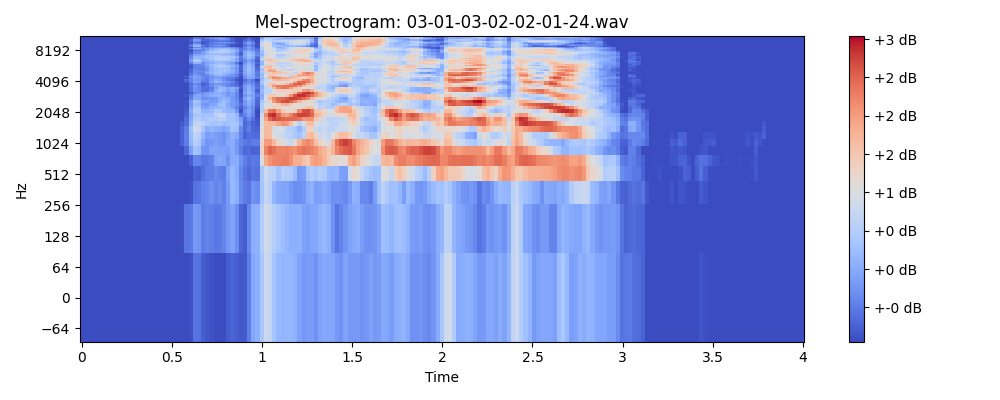 Mel-spectrogram: 03-01-03-02-02-01-24.wav
8192
4096
2048
1024
512
256
128
64
0
−64
Hz
0
0.5
1
1.5
2
2.5
3
3.5
4
Time
+3 dB
+2 dB
+2 dB
+2 dB
+1 dB
+0 dB
+0 dB
+-0 dB